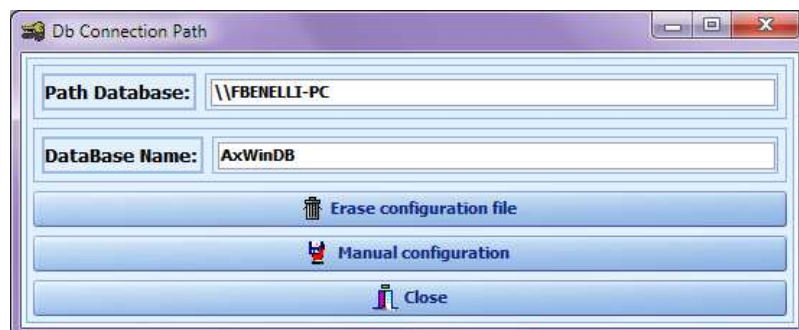 Db Connection Path
Path Database: \\FBENELLI-PC
DataBase Name: AxWinDB
Erase configuration file
Manual configuration
Close